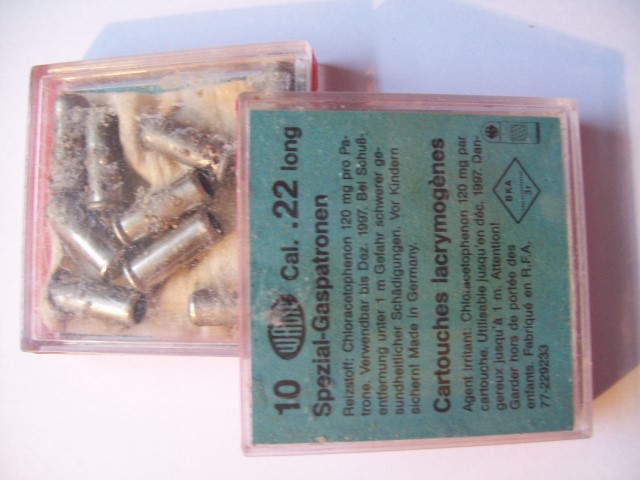 10 Cal. .22 long
Spezial-Gaspatronen
Reizstoff: Chloracetophenon 120 mg pro Pa-
trone. Verwendbar bis Dez. 1997. Bei Schuß-
entfernung unter 1 m Gefahr schwerer ge-
sundheitlicher Schädigungen. Vor Kindern
sichern! Made in Germany.
Cartouches lacrymogènes
Agent irritant: Chloracetophenon 120 mg par
cartouche. Utilisable jusqu'en déc. 1997. Dan-
gereux jusqu'à 1 m. Attention!
Garder hors de portée des
enfants. Fabriqué en R.F.A.
77-229233
BKA